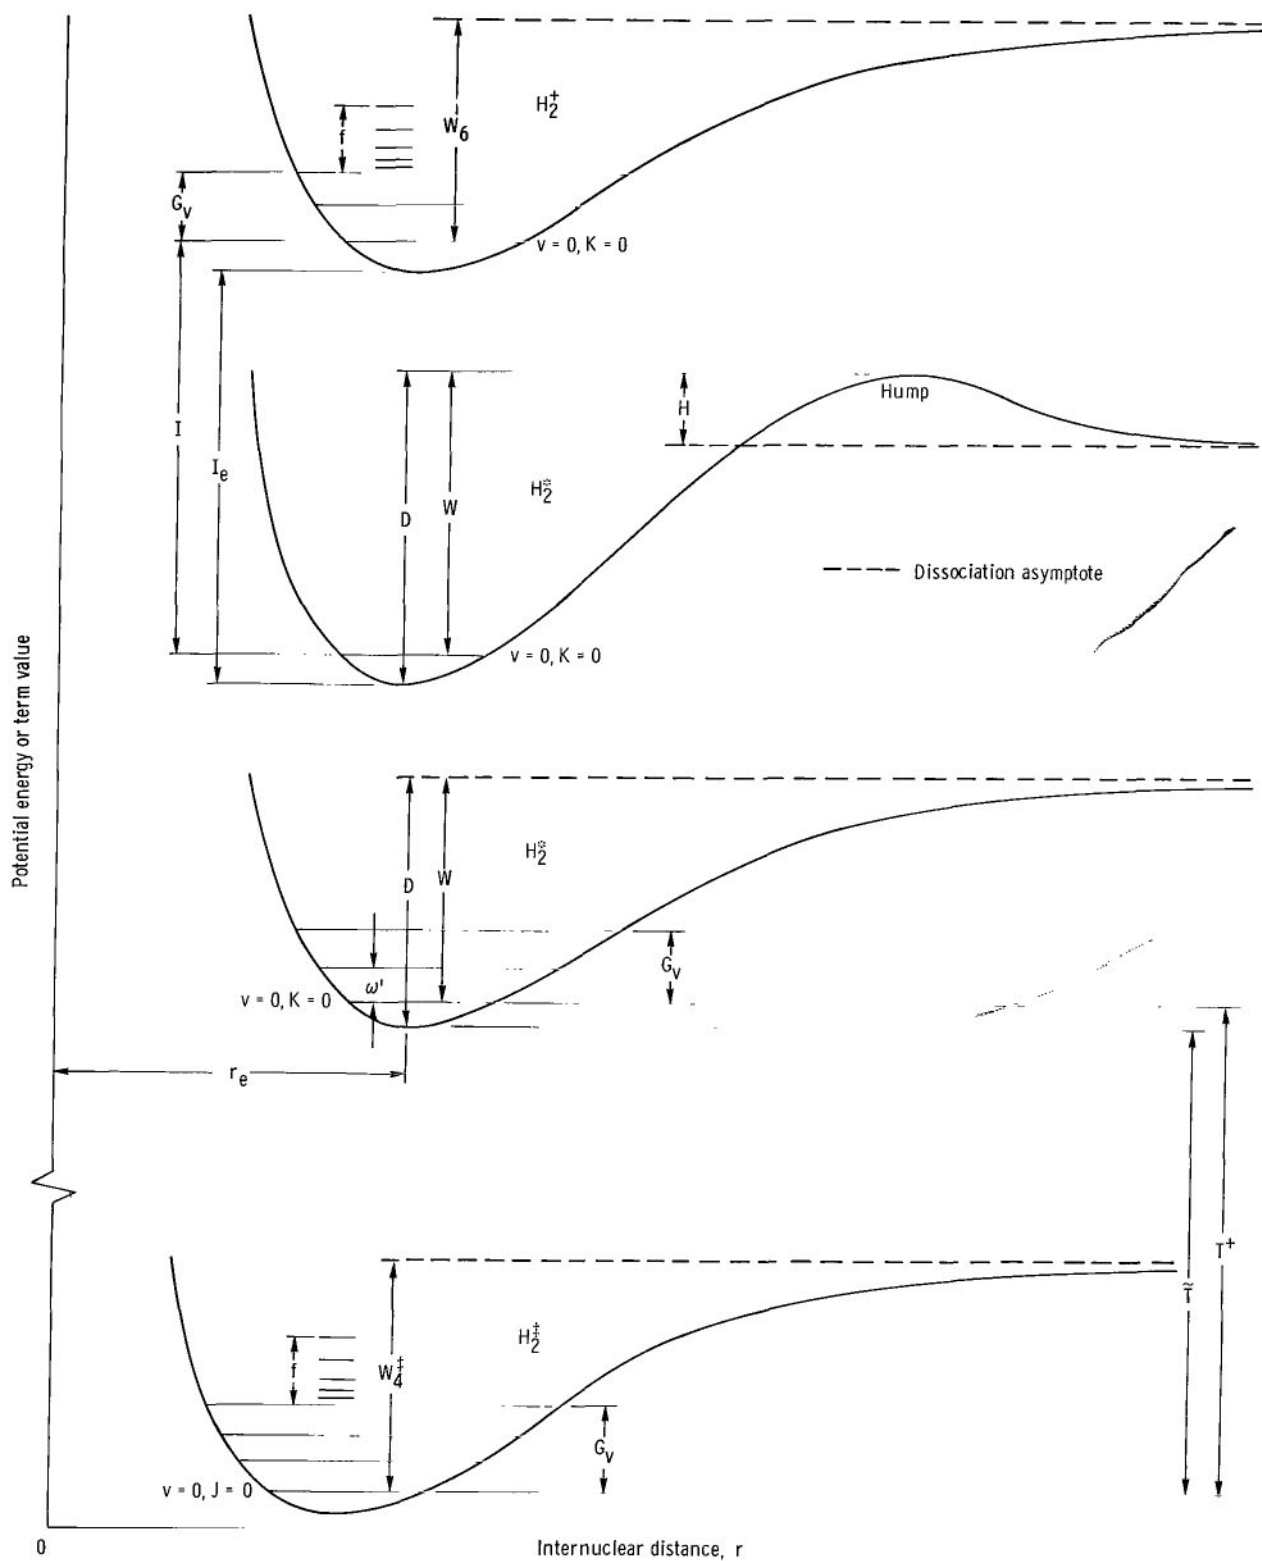 H₂⁺
f
W₆
Gᵥ
v = 0, K = 0
Hump
H
I
Iₑ
H₂*
D
W
Dissociation asymptote
v = 0, K = 0
Potential energy or term value
H₂*
D
W
Gᵥ
ω'
v = 0, K = 0
rₑ
T⁺
T̃
H₂‡
f
W₄‡
Gᵥ
v = 0, J = 0
0
Internuclear distance, r